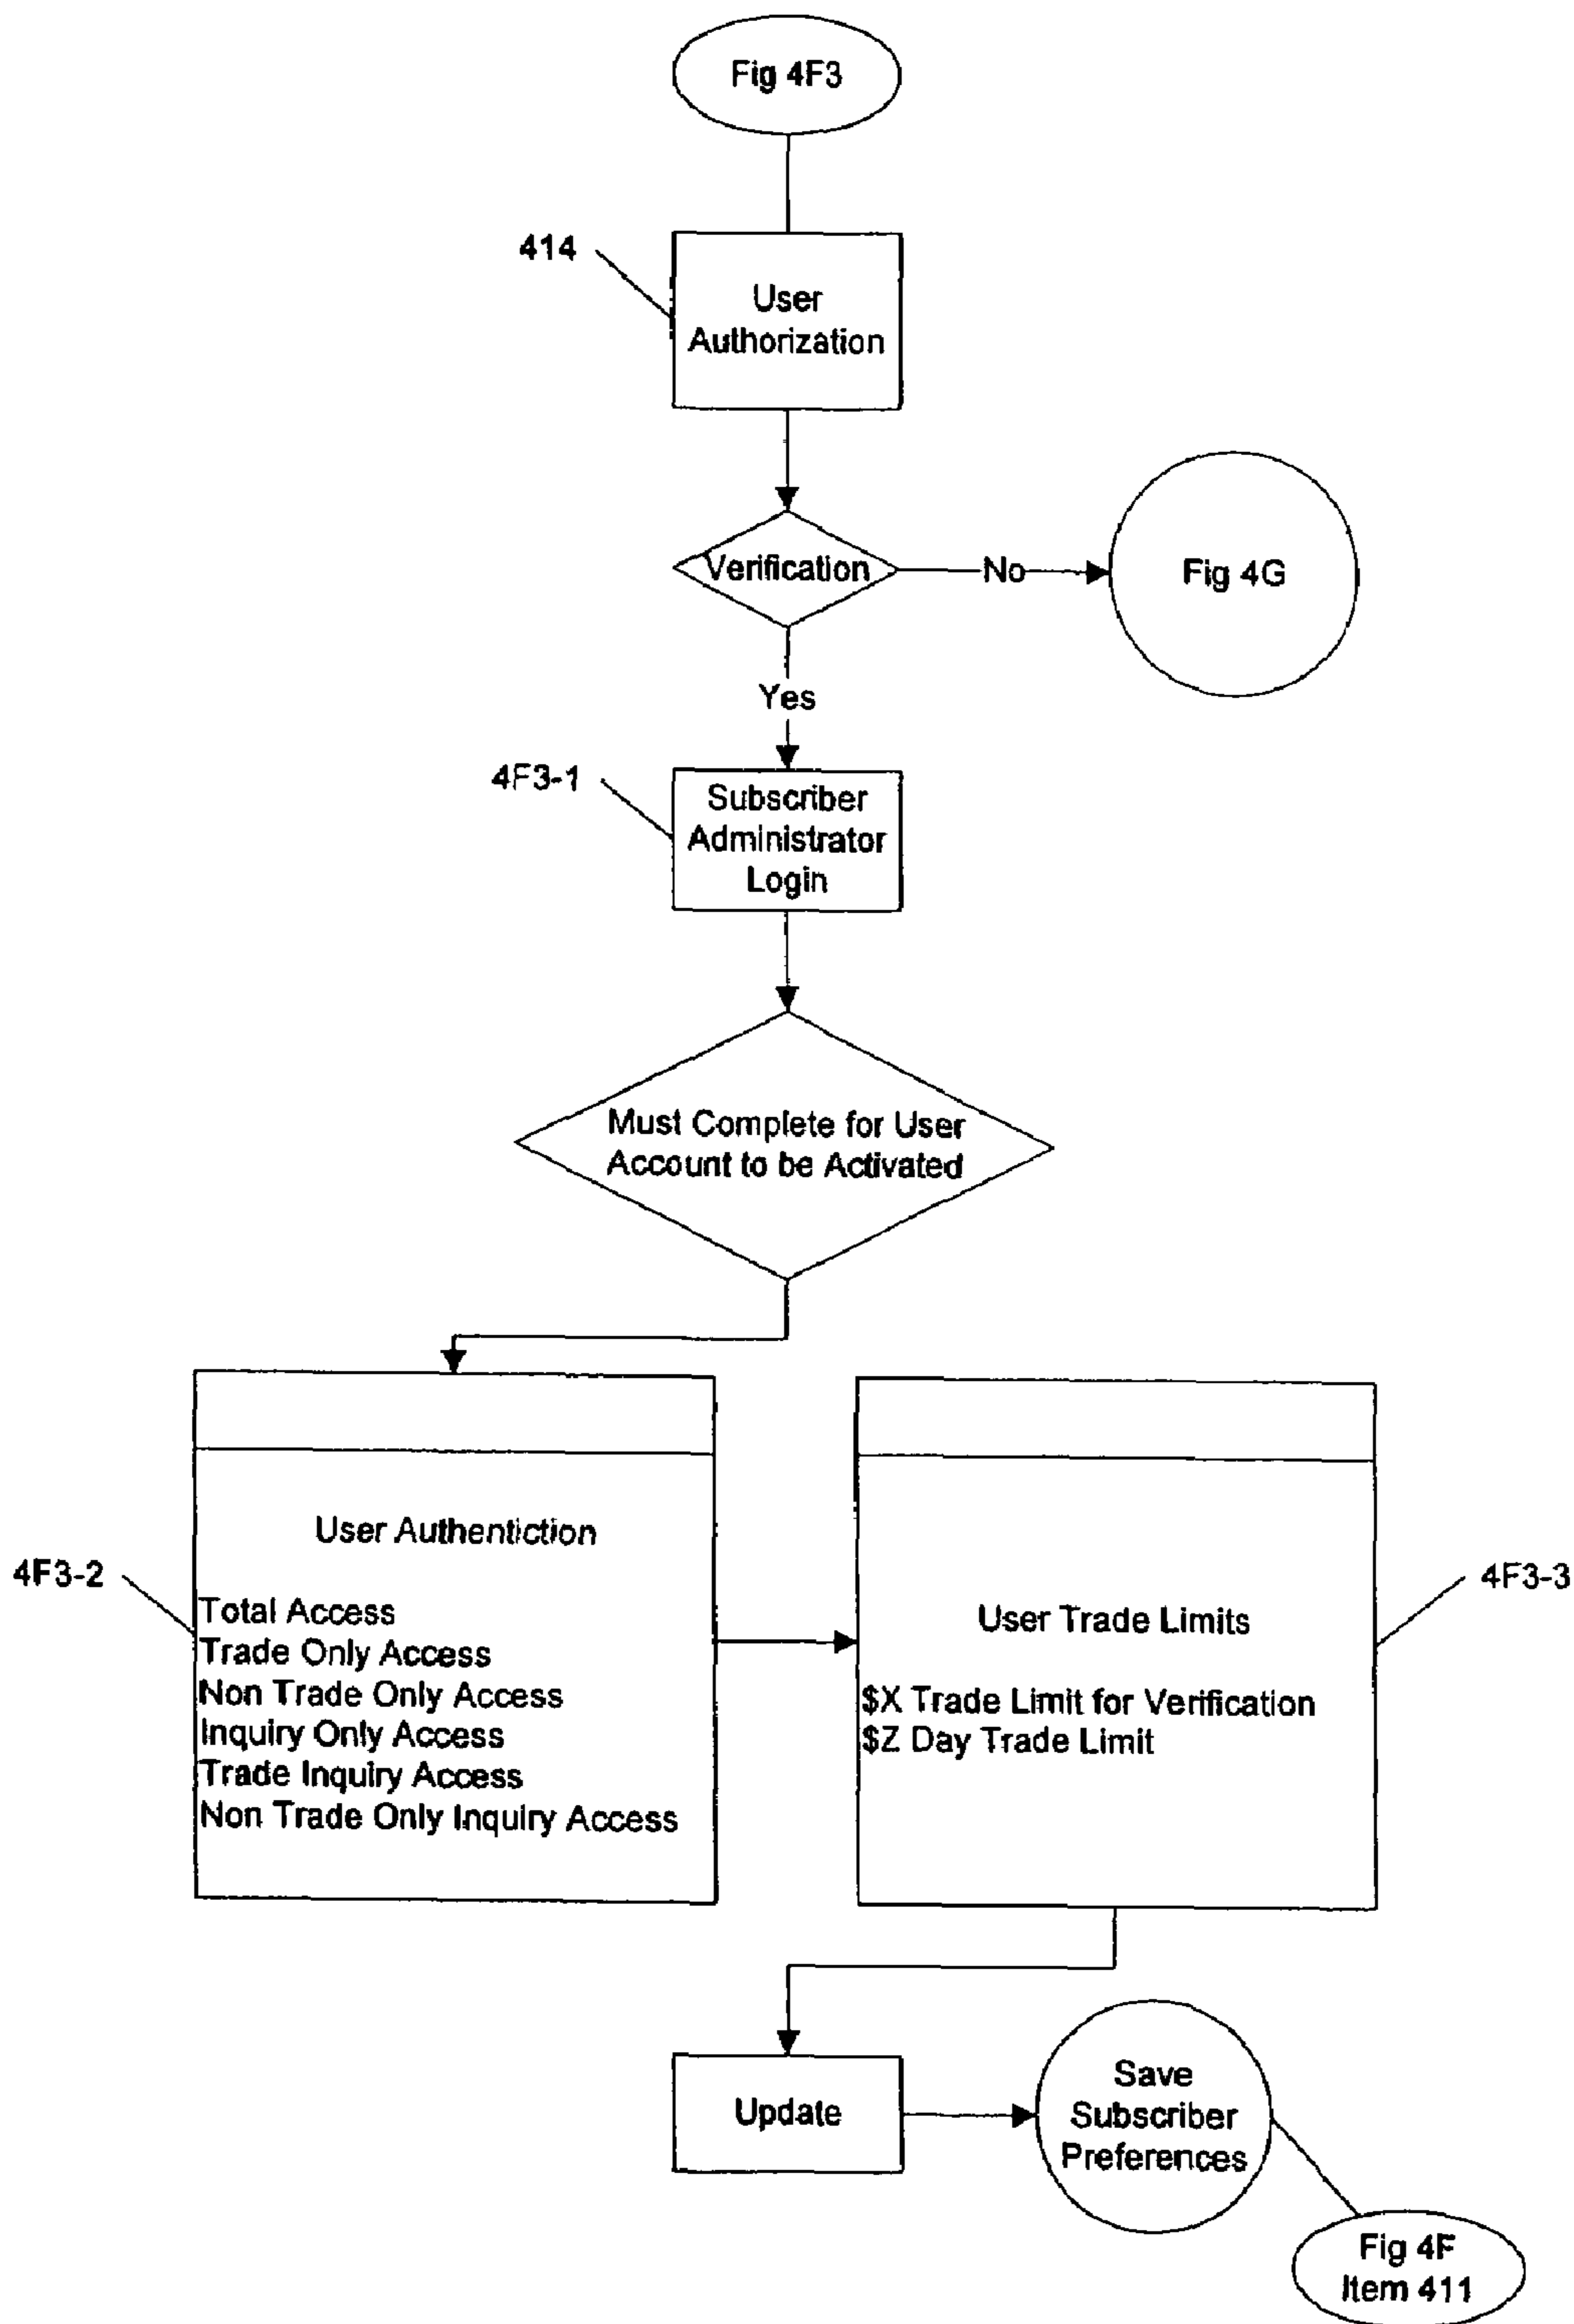 Fig 4F3
414
User
Authorization
Verification
No
Fig 4G
Yes
4F3-1
Subscriber
Administrator
Login
Must Complete for User
Account to be Activated
User Authentiction
4F3-2
Total Access
Trade Only Access
Non Trade Only Access
Inquiry Only Access
Trade Inquiry Access
Non Trade Only Inquiry Access
4F3-3
User Trade Limits
$X Trade Limit for Verification
$Z Day Trade Limit
Update
Save
Subscriber
Preferences
Fig 4F
Item 411